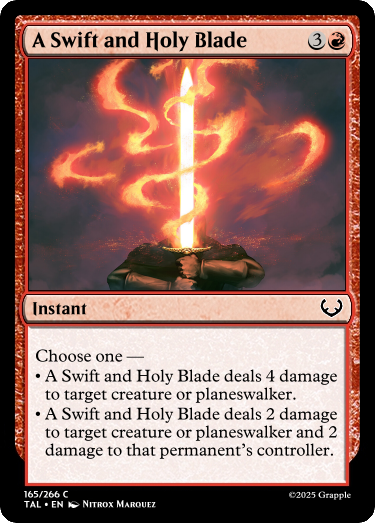 A Swift and Holy Blade 3
Instant
Choose one —
• A Swift and Holy Blade deals 4 damage
to target creature or planeswalker.
• A Swift and Holy Blade deals 2 damage
to target creature or planeswalker and 2
damage to that permanent's controller.
165/266 C
TAL • EN Nitrox Marquez
©2025 Grapple